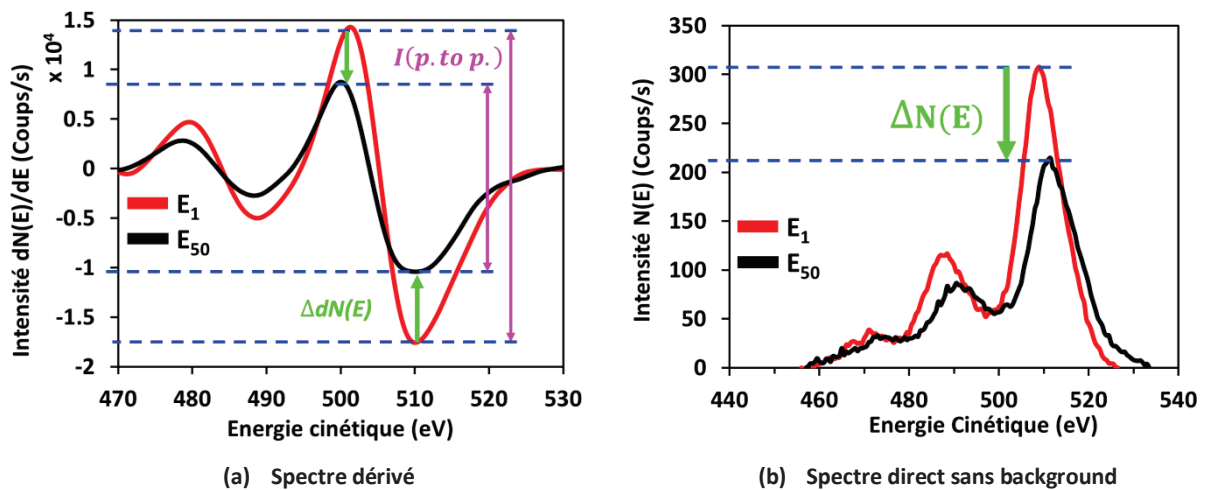 Intensité dN(E)/dE (Coups/s)
x 10⁴
1.5
1
0.5
0
-0.5
-1
-1.5
-2
I(p. to p.)
E₁
E₅₀
ΔdN(E)
470 480 490 500 510 520 530
Energie cinétique (eV)
(a) Spectre dérivé
Intensité N(E) (Coups/s)
350
300
250
200
150
100
50
0
ΔN(E)
E₁
E₅₀
440 460 480 500 520 540
Energie Cinétique (eV)
(b) Spectre direct sans background